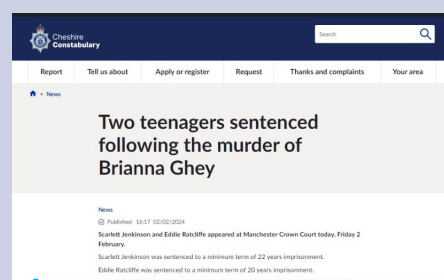 Cheshire
Constabulary
Search
Report Tell us about Apply or register Request Thanks and complaints Your area
> News
Two teenagers sentenced
following the murder of
Brianna Ghey
News
Published: 16:17 02/02/2024
Scarlett Jenkinson and Eddie Ratcliffe appeared at Manchester Crown Court today, Friday 2
February.
Scarlett Jenkinson was sentenced to a minimum term of 22 years imprisonment.
Eddie Ratcliffe was sentenced to a minimum term of 20 years imprisonment.